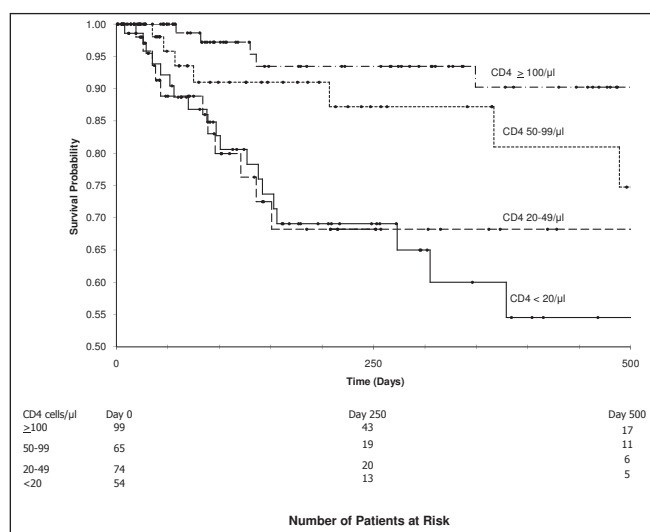 1.00
0.95
0.90
0.85
0.80
0.75
0.70
0.65
0.60
0.55
0.50
Survival Probability
CD4 ≥ 100/µl
CD4 50-99/µl
CD4 20-49/µl
CD4 < 20/µl
0 250 500
Time (Days)
CD4 cells/µl Day 0 Day 250 Day 500
≥100 99 43 17
50-99 65 19 11
20-49 74 20 6
<20 54 13 5
Number of Patients at Risk